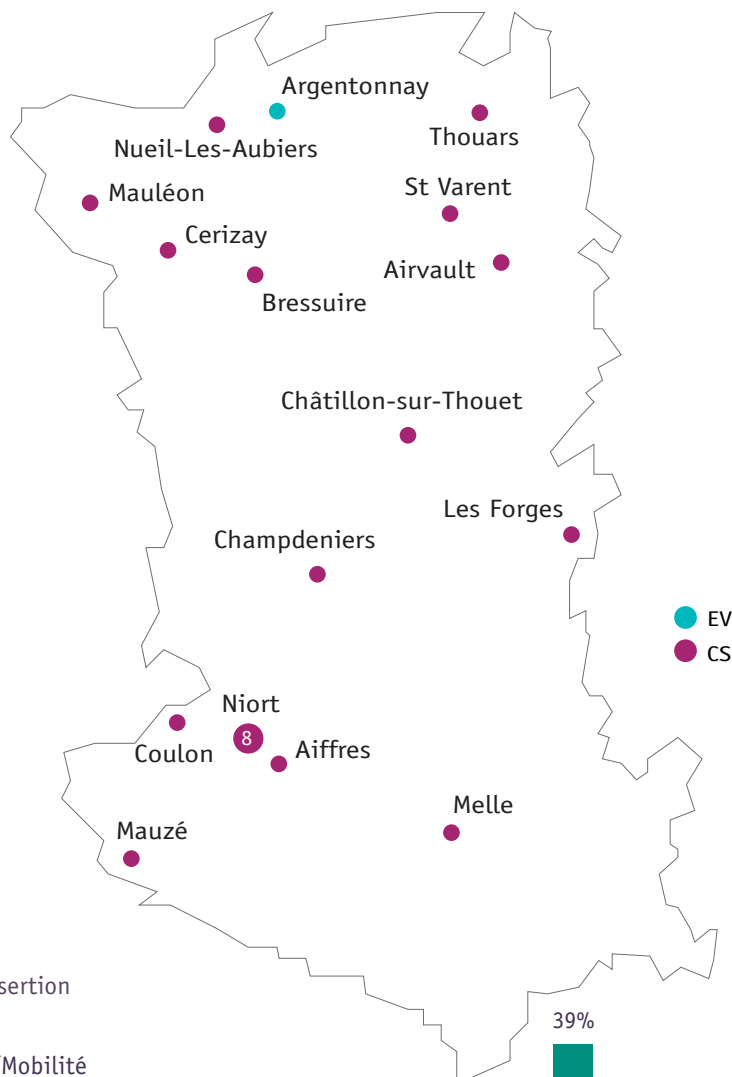 Argentonnay
Nueil-Les-Aubiers
Thouars
Mauléon
St Varent
Cerizay
Airvault
Bressuire
Châtillon-sur-Thouet
Les Forges
Champdeniers
EV
CS
Niort
8
Coulon
Aiffres
Melle
Mauzé
sertion
39%
Mobilité